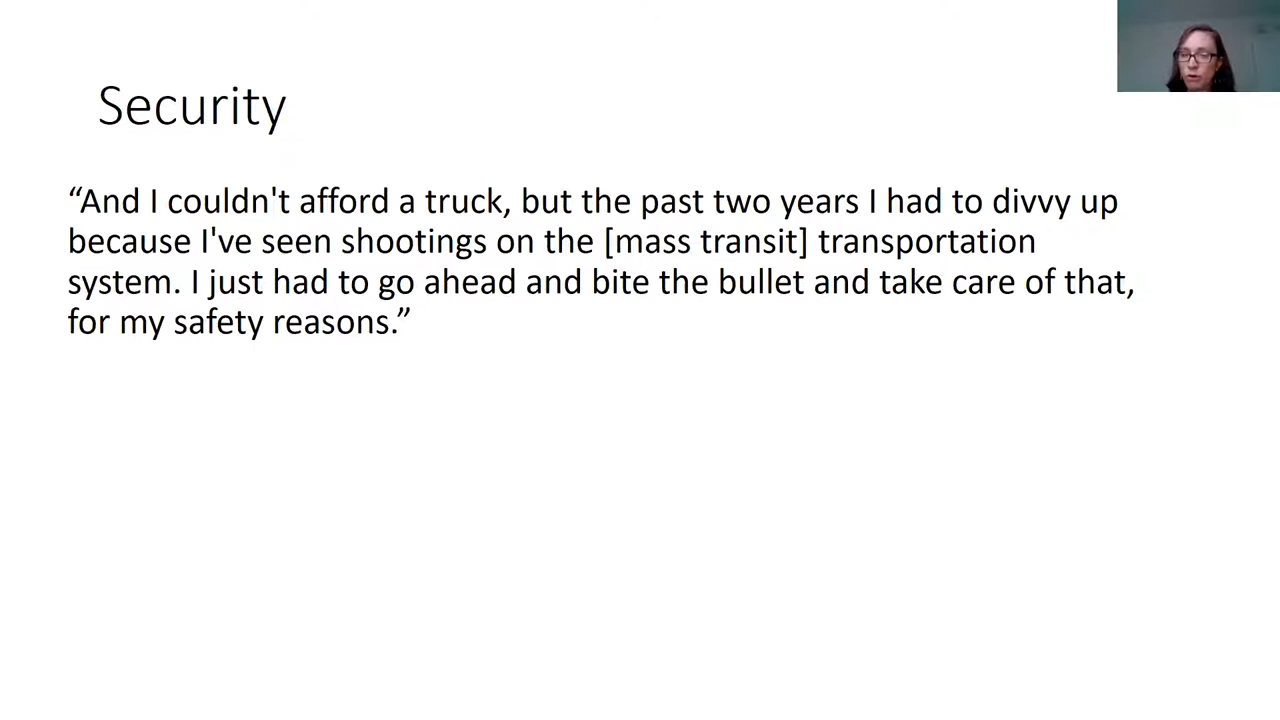 Security
“And I couldn't afford a truck, but the past two years I had to divvy up
because I've seen shootings on the [mass transit] transportation
system. I just had to go ahead and bite the bullet and take care of that,
for my safety reasons.”